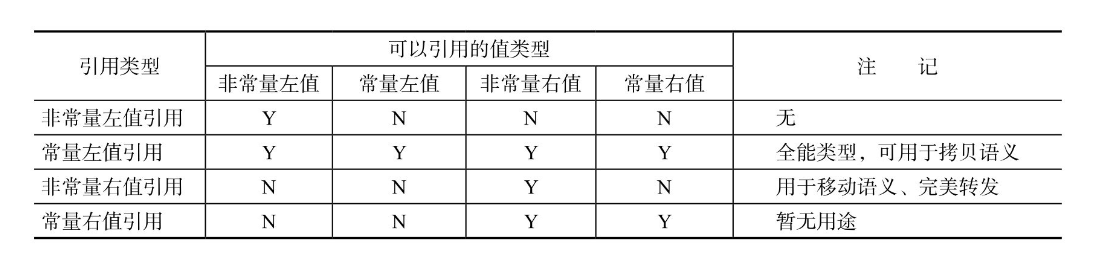 引用类型 可以引用的值类型 注 记
非常量左值 常量左值 非常量右值 常量右值
非常量左值引用 Y N N N 无
常量左值引用 Y Y Y Y 全能类型，可用于拷贝语义
非常量右值引用 N N Y N 用于移动语义、完美转发
常量右值引用 N N Y Y 暂无用途